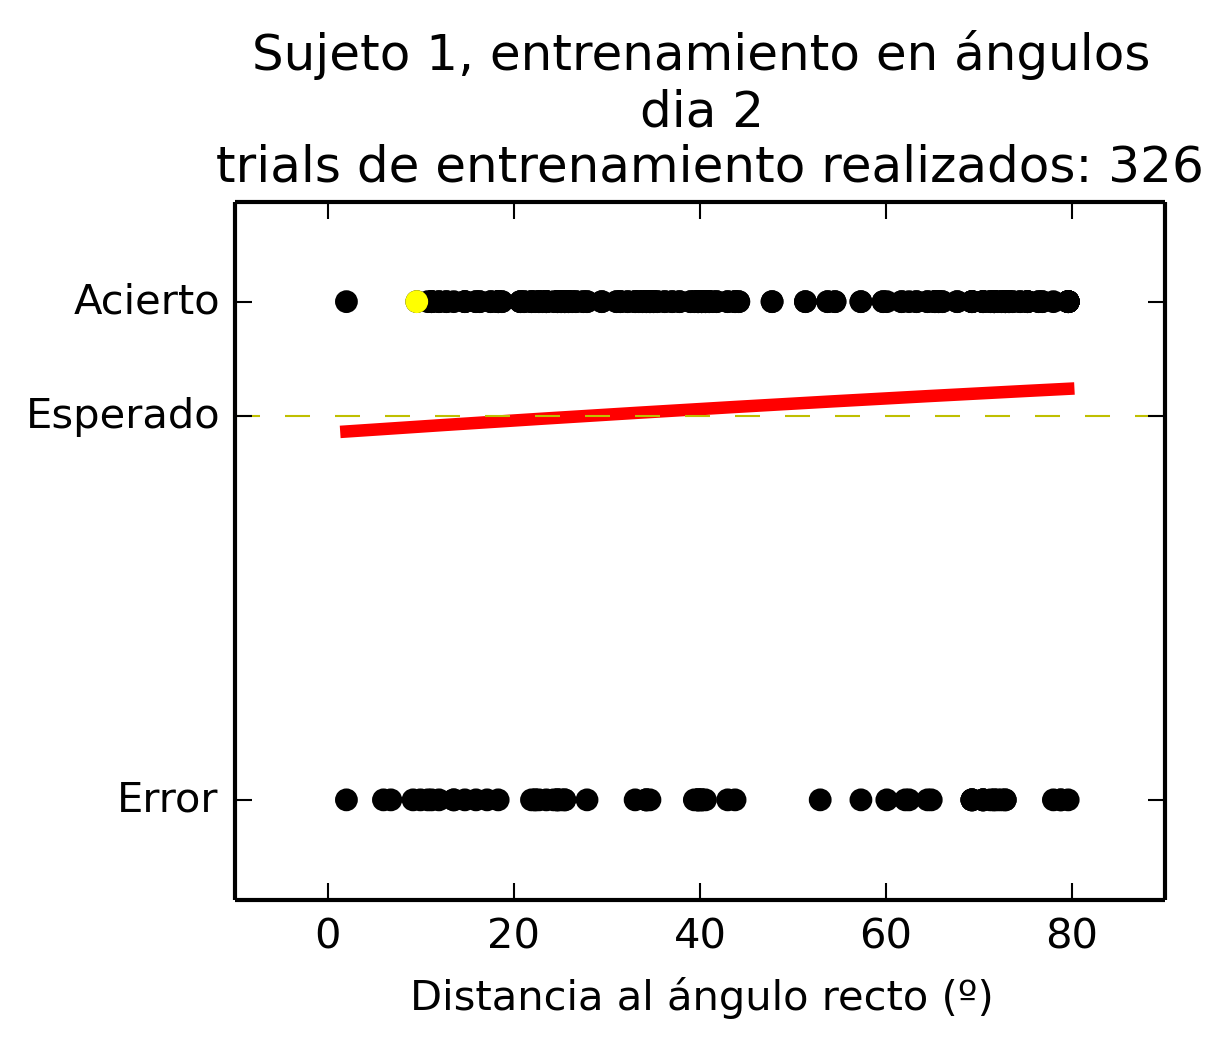 Sujeto 1, entrenamiento en ángulos
dia 2
trials de entrenamiento realizados: 326
Acierto
Esperado
Error
0 20 40 60 80
Distancia al ángulo recto (º)